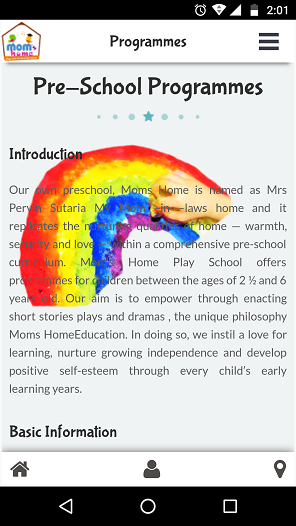 2:01
moms
home
Programmes
Pre-School Programmes
Introduction
Our own preschool, Moms Home is named as Mrs
Pervin Sutaria Mom's in -laws home and it
replicates the nurturing qualities of home — warmth,
security and love — within a comprehensive pre-school
curriculum. Mom's Home Play School offers
programmes for children between the ages of 2 ½ and 6
years old. Our aim is to empower through enacting
short stories plays and dramas , the unique philosophy
Moms HomeEducation. In doing so, we instil a love for
learning, nurture growing independence and develop
positive self-esteem through every child's early
learning years.
Basic Information